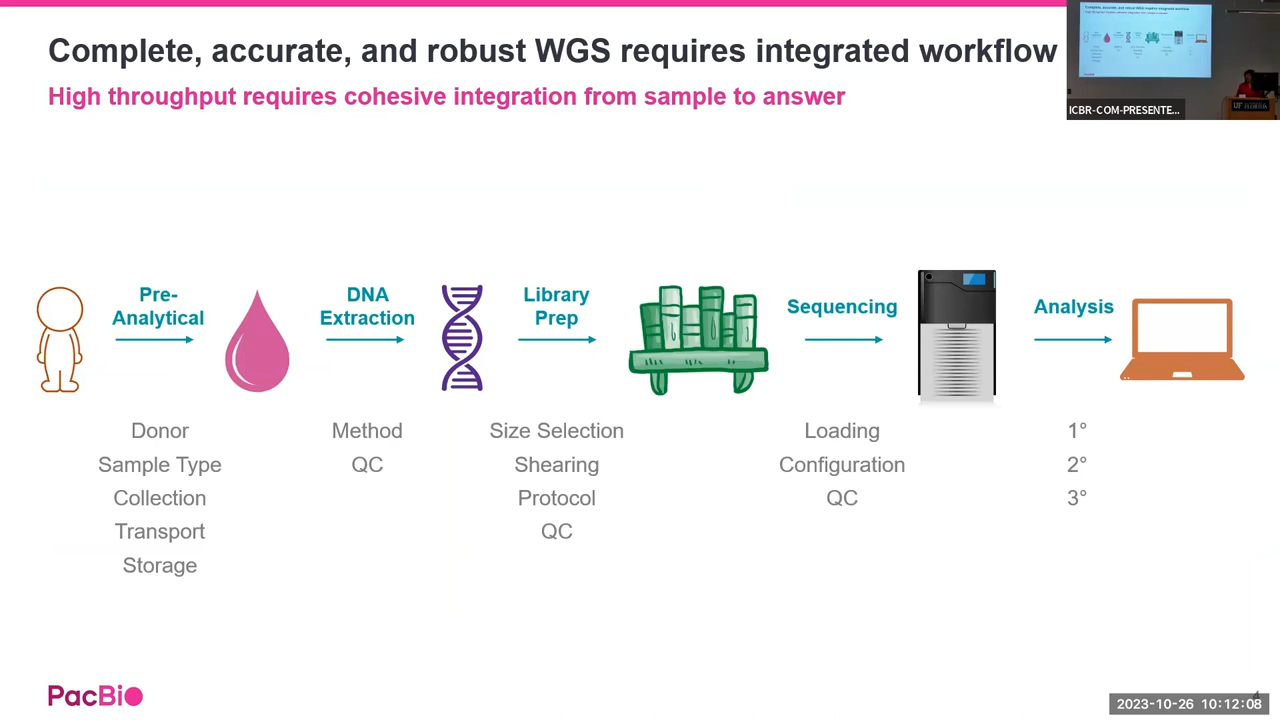 Complete, accurate, and robust WGS requires integrated workflow
High throughput requires cohesive integration from sample to answer
ICBR-COM-PRESENTE...
Pre-
Analytical
DNA
Extraction
Library
Prep
Sequencing
Analysis
Donor
Sample Type
Collection
Transport
Storage
Method
QC
Size Selection
Shearing
Protocol
QC
Loading
Configuration
QC
1°
2°
3°
PacBio
4
2023-10-26 10:12:08